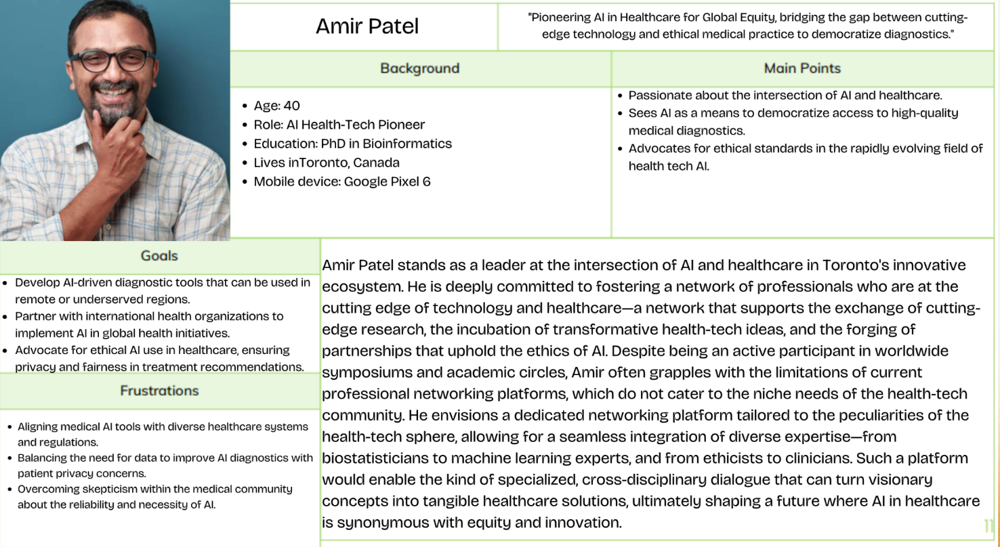 Amir Patel
"Pioneering AI in Healthcare for Global Equity, bridging the gap between cutting-
edge technology and ethical medical practice to democratize diagnostics."
Background
• Age: 40
• Role: AI Health-Tech Pioneer
• Education: PhD in Bioinformatics
• Lives inToronto, Canada
• Mobile device: Google Pixel 6
Main Points
• Passionate about the intersection of AI and healthcare.
• Sees AI as a means to democratize access to high-quality
medical diagnostics.
• Advocates for ethical standards in the rapidly evolving field of
health tech AI.
Goals
• Develop AI-driven diagnostic tools that can be used in
remote or underserved regions.
• Partner with international health organizations to
implement AI in global health initiatives.
• Advocate for ethical AI use in healthcare, ensuring
privacy and fairness in treatment recommendations.
Frustrations
• Aligning medical AI tools with diverse healthcare systems
and regulations.
• Balancing the need for data to improve AI diagnostics with
patient privacy concerns.
• Overcoming skepticism within the medical community
about the reliability and necessity of AI.
Amir Patel stands as a leader at the intersection of AI and healthcare in Toronto's innovative
ecosystem. He is deeply committed to fostering a network of professionals who are at the
cutting edge of technology and healthcare—a network that supports the exchange of cutting-
edge research, the incubation of transformative health-tech ideas, and the forging of
partnerships that uphold the ethics of AI. Despite being an active participant in worldwide
symposiums and academic circles, Amir often grapples with the limitations of current
professional networking platforms, which do not cater to the niche needs of the health-tech
community. He envisions a dedicated networking platform tailored to the peculiarities of the
health-tech sphere, allowing for a seamless integration of diverse expertise—from
biostatisticians to machine learning experts, and from ethicists to clinicians. Such a platform
would enable the kind of specialized, cross-disciplinary dialogue that can turn visionary
concepts into tangible healthcare solutions, ultimately shaping a future where AI in healthcare
is synonymous with equity and innovation.
11